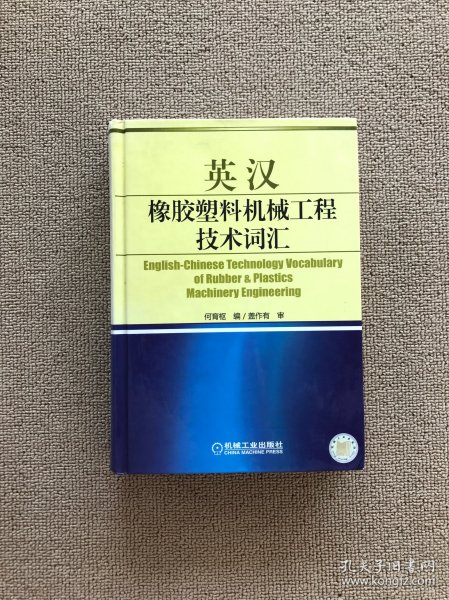 英汉
橡胶塑料机械工程
技术词汇
English-Chinese Technology Vocabulary
of Rubber & Plastics
Machinery Engineering
何育枢 编/盖作有 审
机械工业出版社
CHINA MACHINE PRESS
孔夫子旧书网
www.kongfz.com